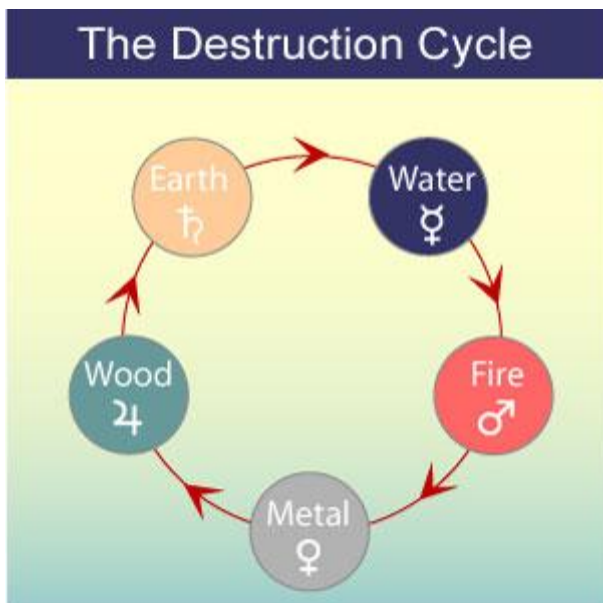 The Destruction Cycle
Earth
♄
Water
☿
Wood
♃
Fire
♂
Metal
♀